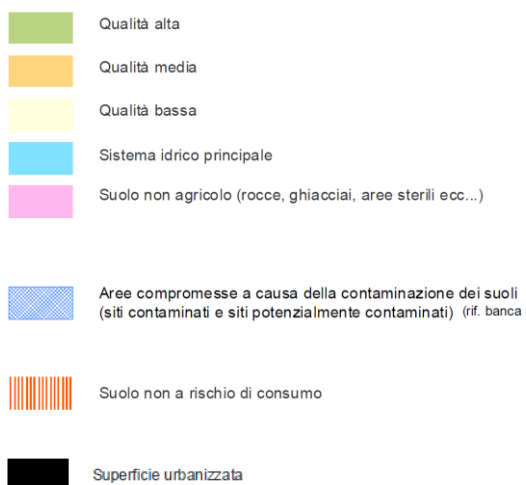 Qualità alta
Qualità media
Qualità bassa
Sistema idrico principale
Suolo non agricolo (rocce, ghiacciai, aree sterili ecc...)
Aree compromesse a causa della contaminazione dei suoli
(siti contaminati e siti potenzialmente contaminati) (rif. banca
Suolo non a rischio di consumo
Superficie urbanizzata